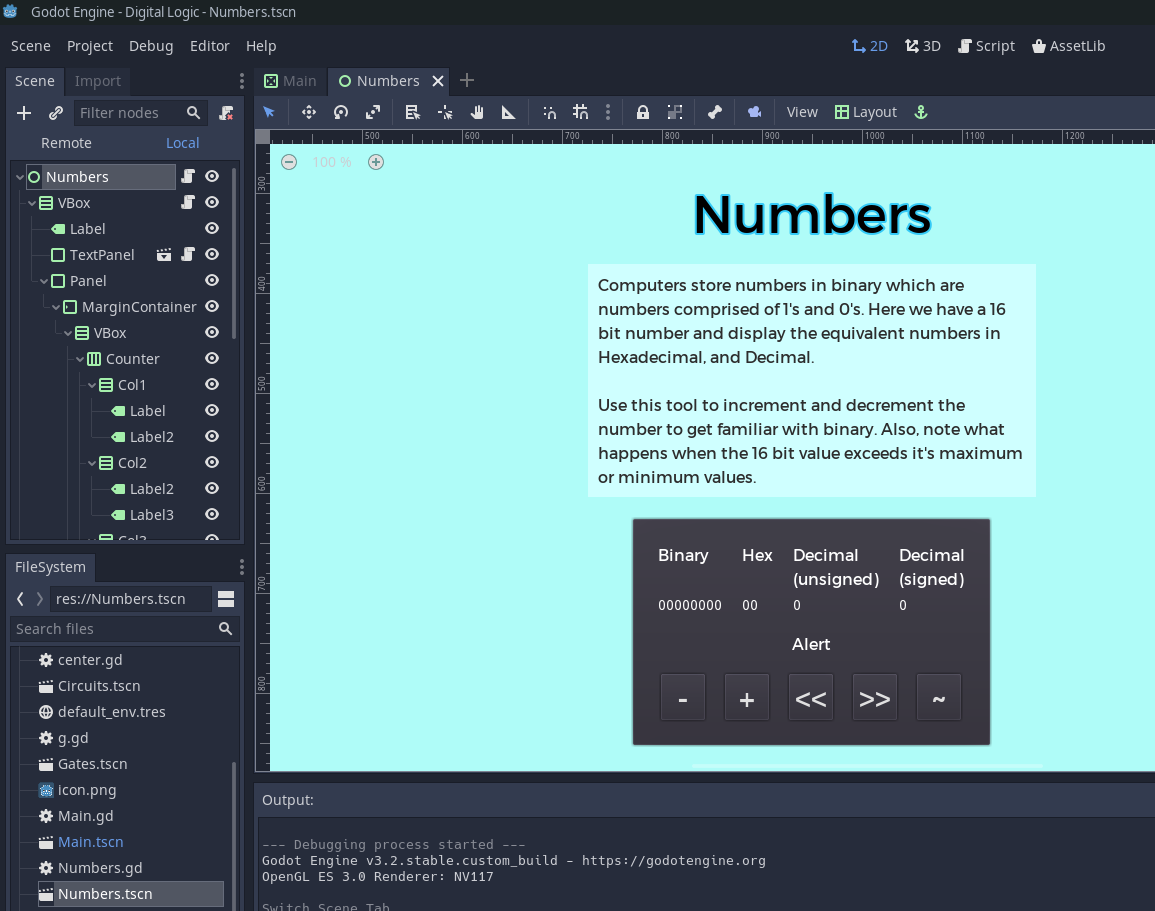 Godot Engine - Digital Logic - Numbers.tscn
Scene Project Debug Editor Help 2D 3D Script AssetLib
Scene Import Main Numbers
Filter nodes View Layout
Remote Local
500 600 700 800 900 1000 1100 1200
100 %
Numbers
VBox
Label
TextPanel
Panel
MarginContainer
VBox
Counter
Col1
Label
Label2
Col2
Label2
Label3
Col3
300
400
500
600
700
800
Numbers
Computers store numbers in binary which are
numbers comprised of 1's and 0's. Here we have a 16
bit number and display the equivalent numbers in
Hexadecimal, and Decimal.
Use this tool to increment and decrement the
number to get familiar with binary. Also, note what
happens when the 16 bit value exceeds it's maximum
or minimum values.
Binary Hex Decimal Decimal
(unsigned) (signed)
00000000 00 0 0
Alert
- + << >> ~
FileSystem
res://Numbers.tscn
Search files
center.gd
Circuits.tscn
default_env.tres
g.gd
Gates.tscn
icon.png
Main.gd
Main.tscn
Numbers.gd
Numbers.tscn
Output:
--- Debugging process started ---
Godot Engine v3.2.stable.custom_build - https://godotengine.org
OpenGL ES 3.0 Renderer: NV117
Switch Scene Tab